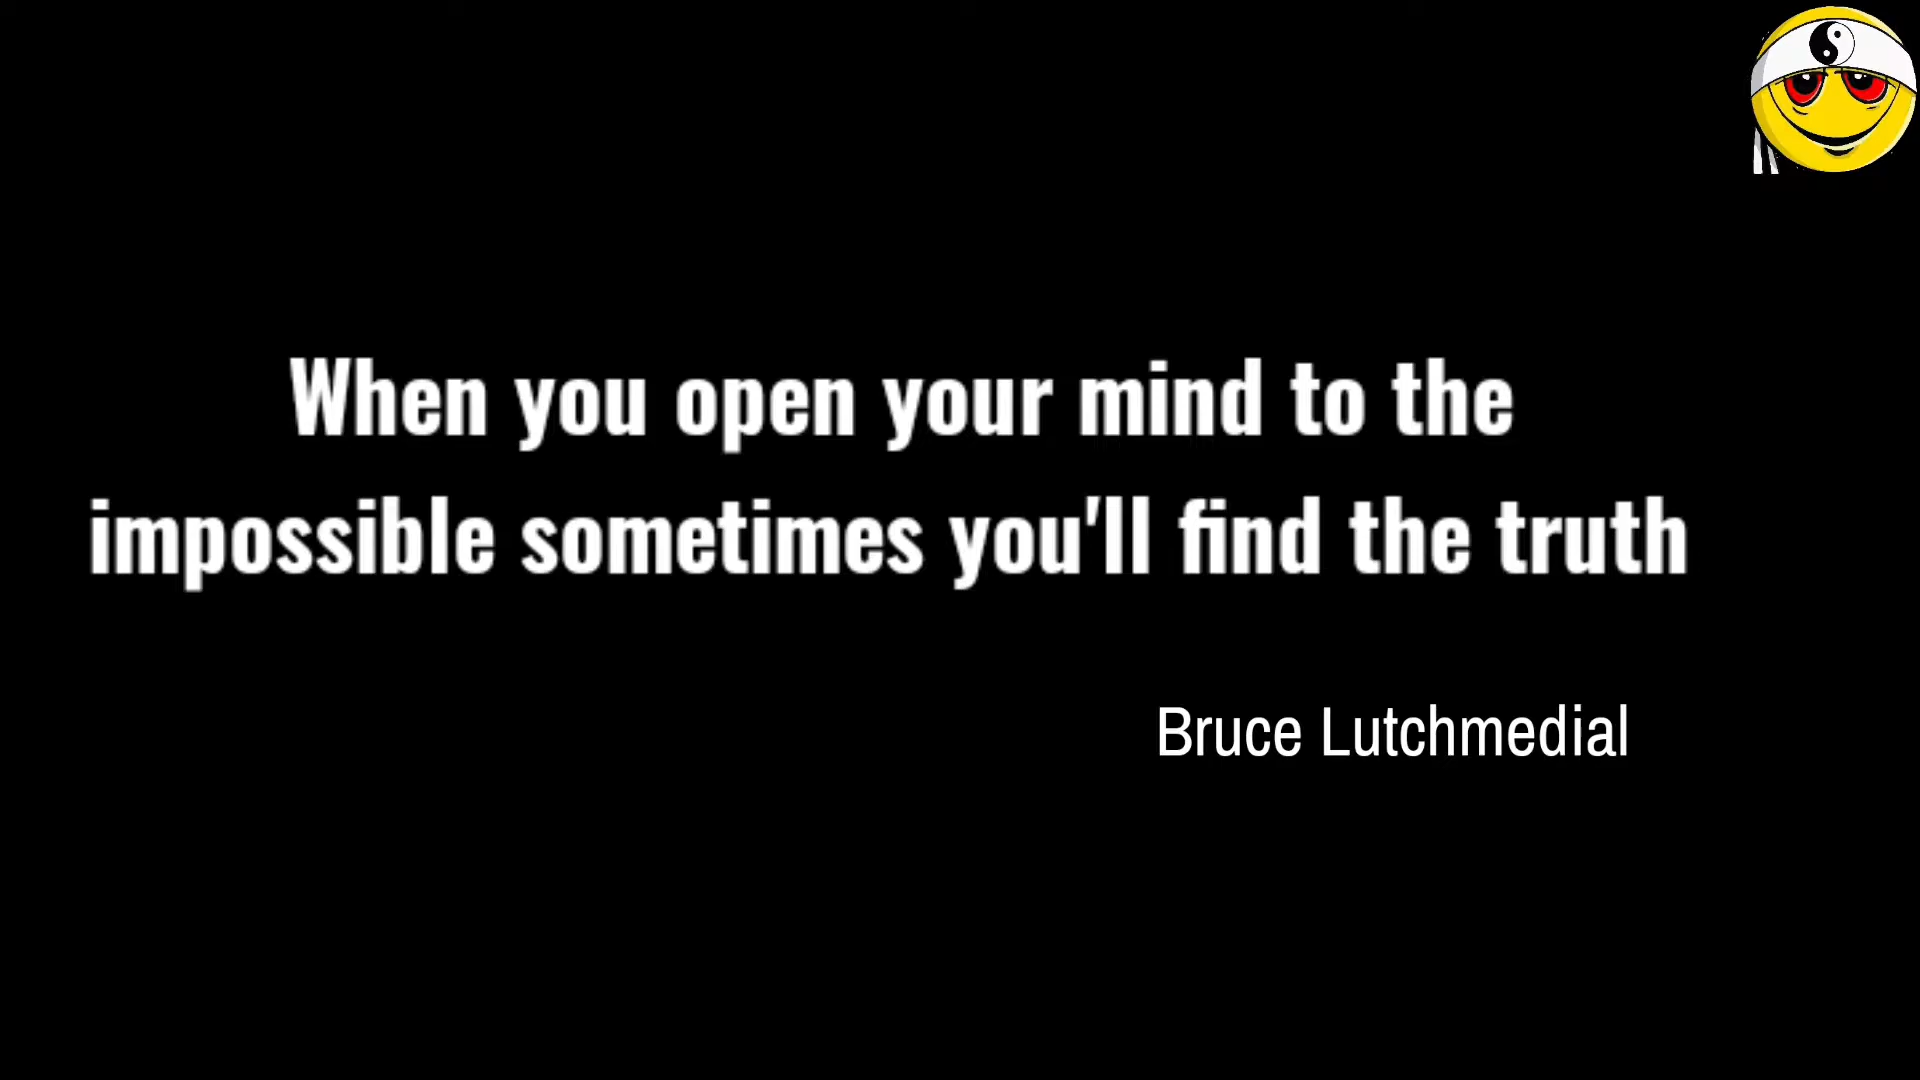 When you open your mind to the
impossible sometimes you'll find the truth
Bruce Lutchmedial